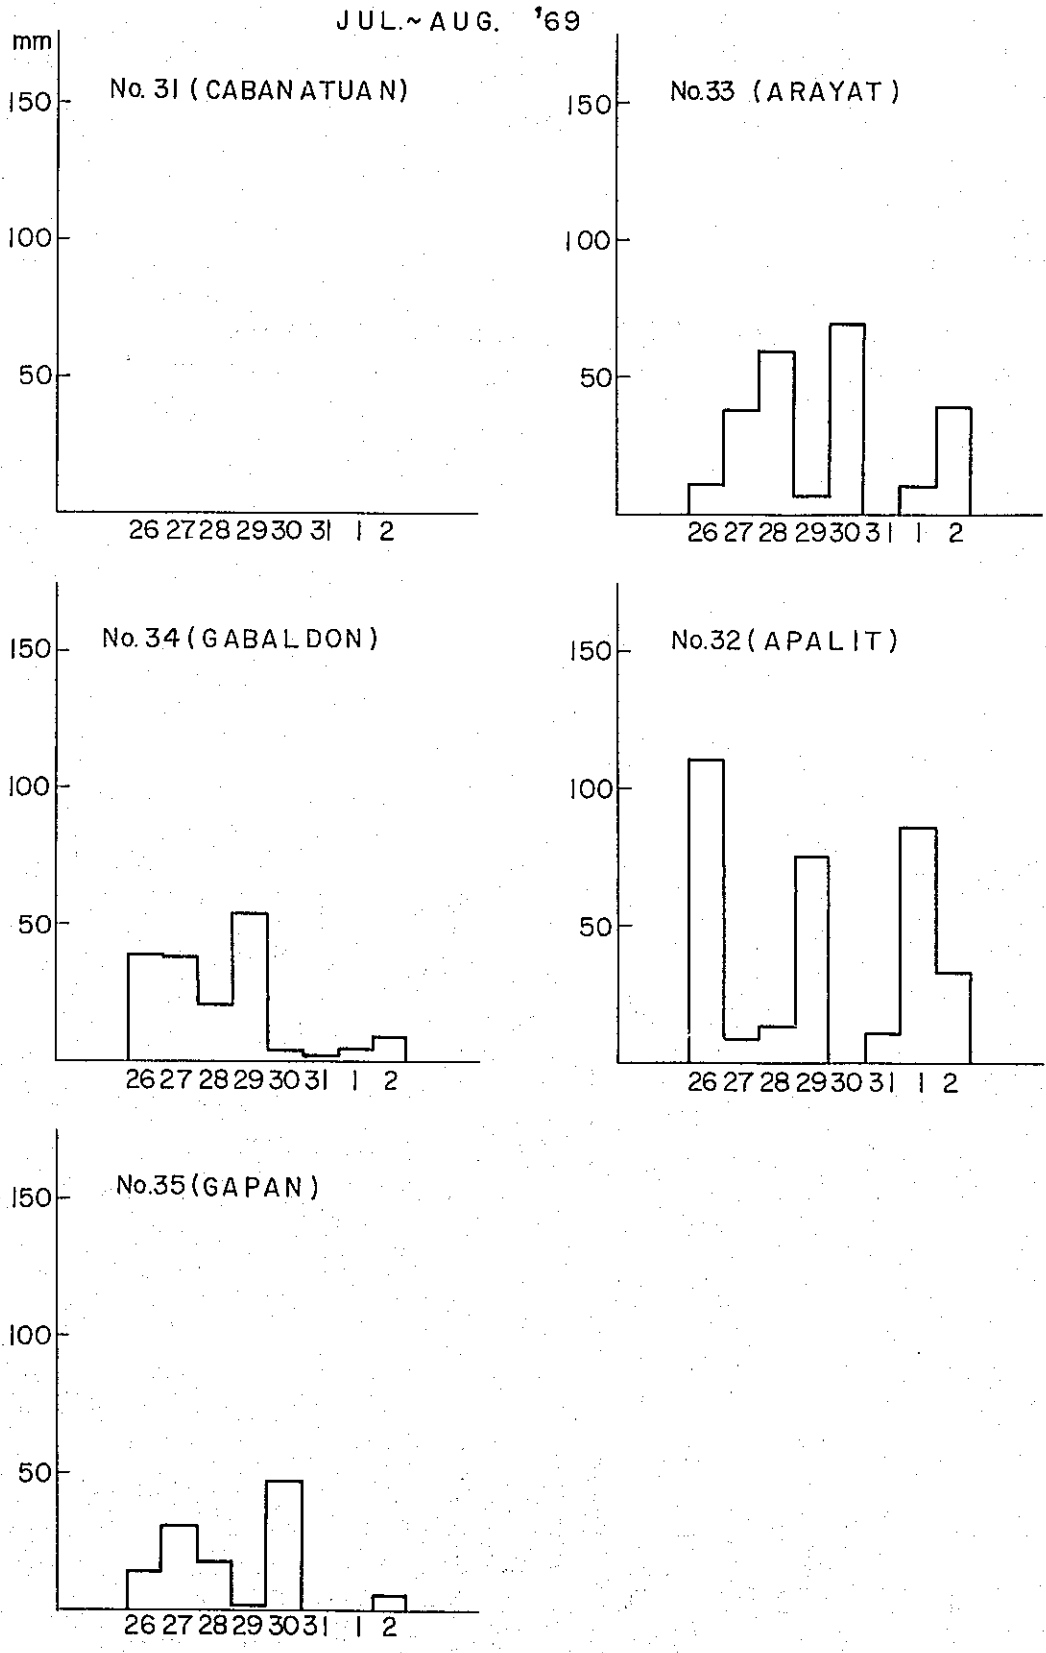 JUL.~AUG. '69
mm
No. 31 (CABANATUAN)
150
100
50
26 27 28 29 30 31 1 2
No.33 (ARAYAT)
150
100
50
26 27 28 29 30 31 1 2
No. 34 (GABALDON)
150
100
50
26 27 28 29 30 31 1 2
No.32 (APALIT)
150
100
50
26 27 28 29 30 31 1 2
No.35 (GAPAN)
150
100
50
26 27 28 29 30 31 1 2